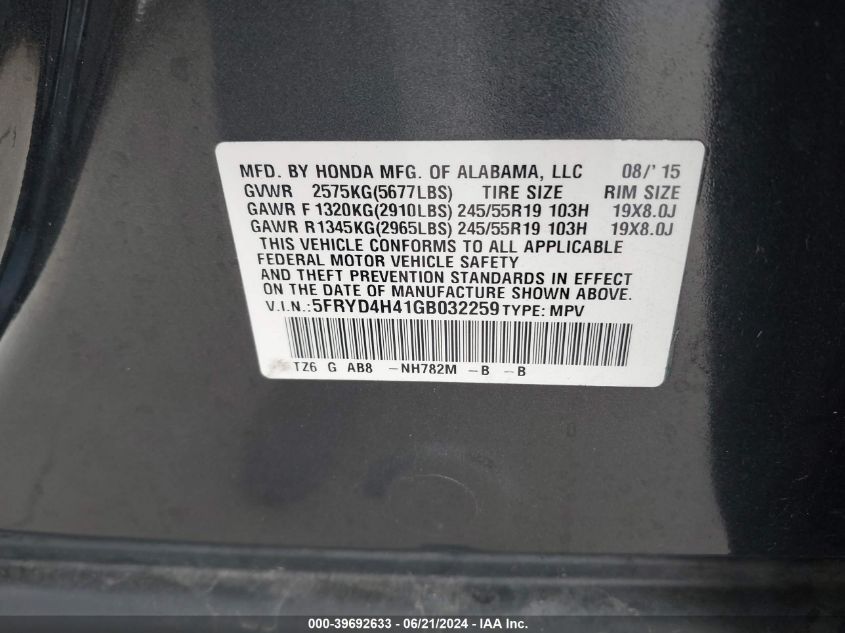 MFD. BY HONDA MFG. OF ALABAMA, LLC 08/'15
GVWR 2575KG(5677LBS) TIRE SIZE RIM SIZE
GAWR F 1320KG(2910LBS) 245/55R19 103H 19X8.0J
GAWR R1345KG(2965LBS) 245/55R19 103H 19X8.0J
THIS VEHICLE CONFORMS TO ALL APPLICABLE
FEDERAL MOTOR VEHICLE SAFETY
AND THEFT PREVENTION STANDARDS IN EFFECT
ON THE DATE OF MANUFACTURE SHOWN ABOVE.
V.I.N.:5FRYD4H41GB032259 TYPE: MPV
TZ6 G AB8 -NH782M -B -B
000-39692633 / 06/21/2024 - IAA Inc.